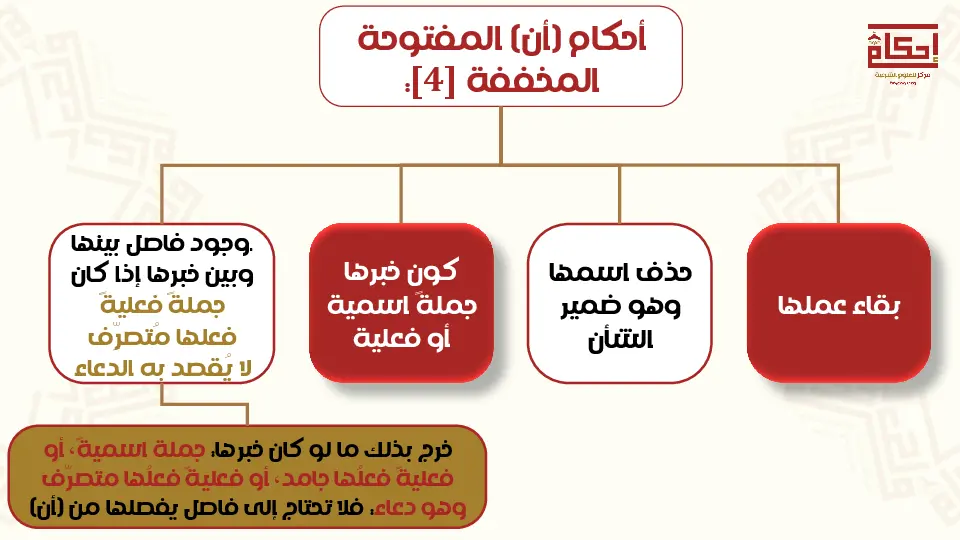 أحكام (أن) المفتوحة
المخففة [4]:
إحكام
مركز للعلوم الشرعية
بقاء عملها
حذف اسمها
وهو ضمير
الشأن
كون خبرها
جملةً اسمية
أو فعلية
وجود فاصل بينها.
وبين خبرها إذا كان
جملةً فعليةً
فعلها مُتصرّف
لا يُقصد به الدعاء
خرج بذلك ما لو كان خبرها: جملة اسميةً، أو
فعليةً فعلُها جامد، أو فعليةً فعلُها متصرّف
وهو دعاء: فلا تحتاج إلى فاصل يفصلها من (أن)